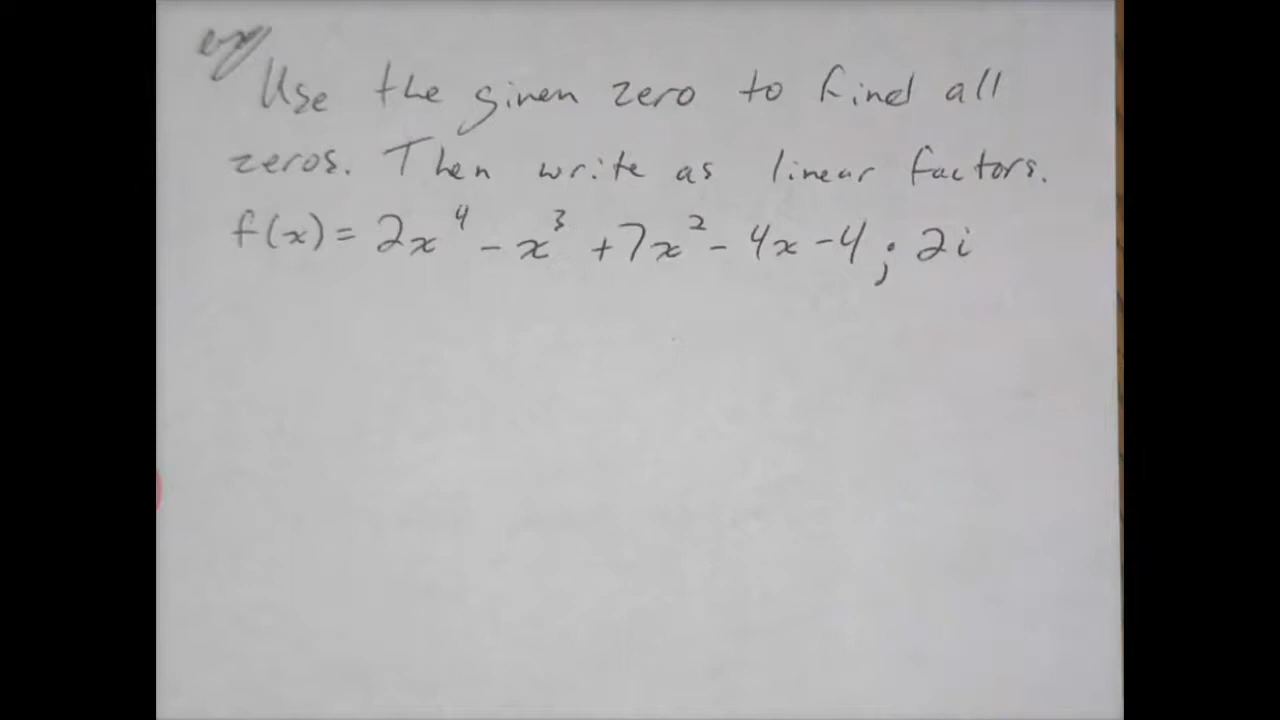 ex)
Use the given zero to find all
zeros. Then write as linear factors.
f(x) = 2x⁴ - x³ + 7x² - 4x - 4 ; 2i